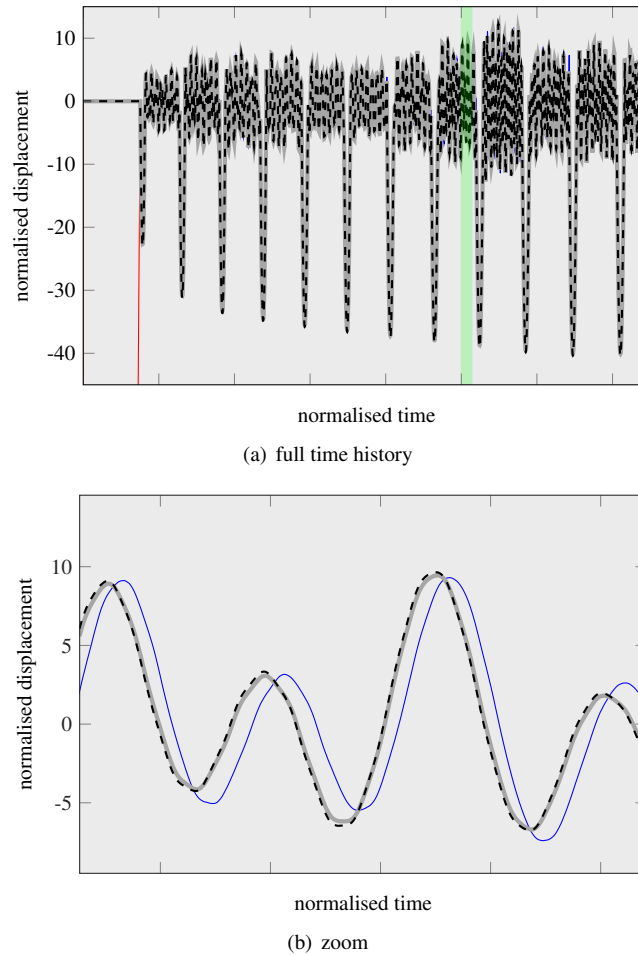 10
0
-10
-20
-30
-40
normalised displacement
normalised time
(a) full time history
10
5
0
-5
normalised displacement
normalised time
(b) zoom